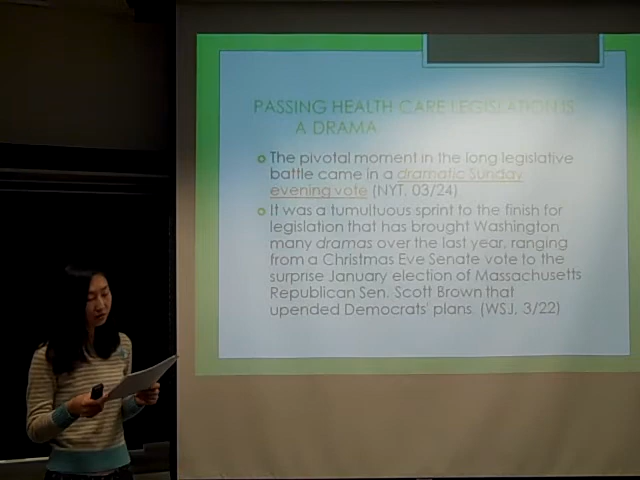 PASSING HEALTH CARE LEGISLATION IS
A DRAMA
The pivotal moment in the long legislative
battle came in a dramatic Sunday
evening vote (NYT, 03/24)
It was a tumultuous sprint to the finish for
legislation that has brought Washington
many dramas over the last year, ranging
from a Christmas Eve Senate vote to the
surprise January election of Massachusetts
Republican Sen. Scott Brown that
upended Democrats' plans. (WSJ, 3/22)